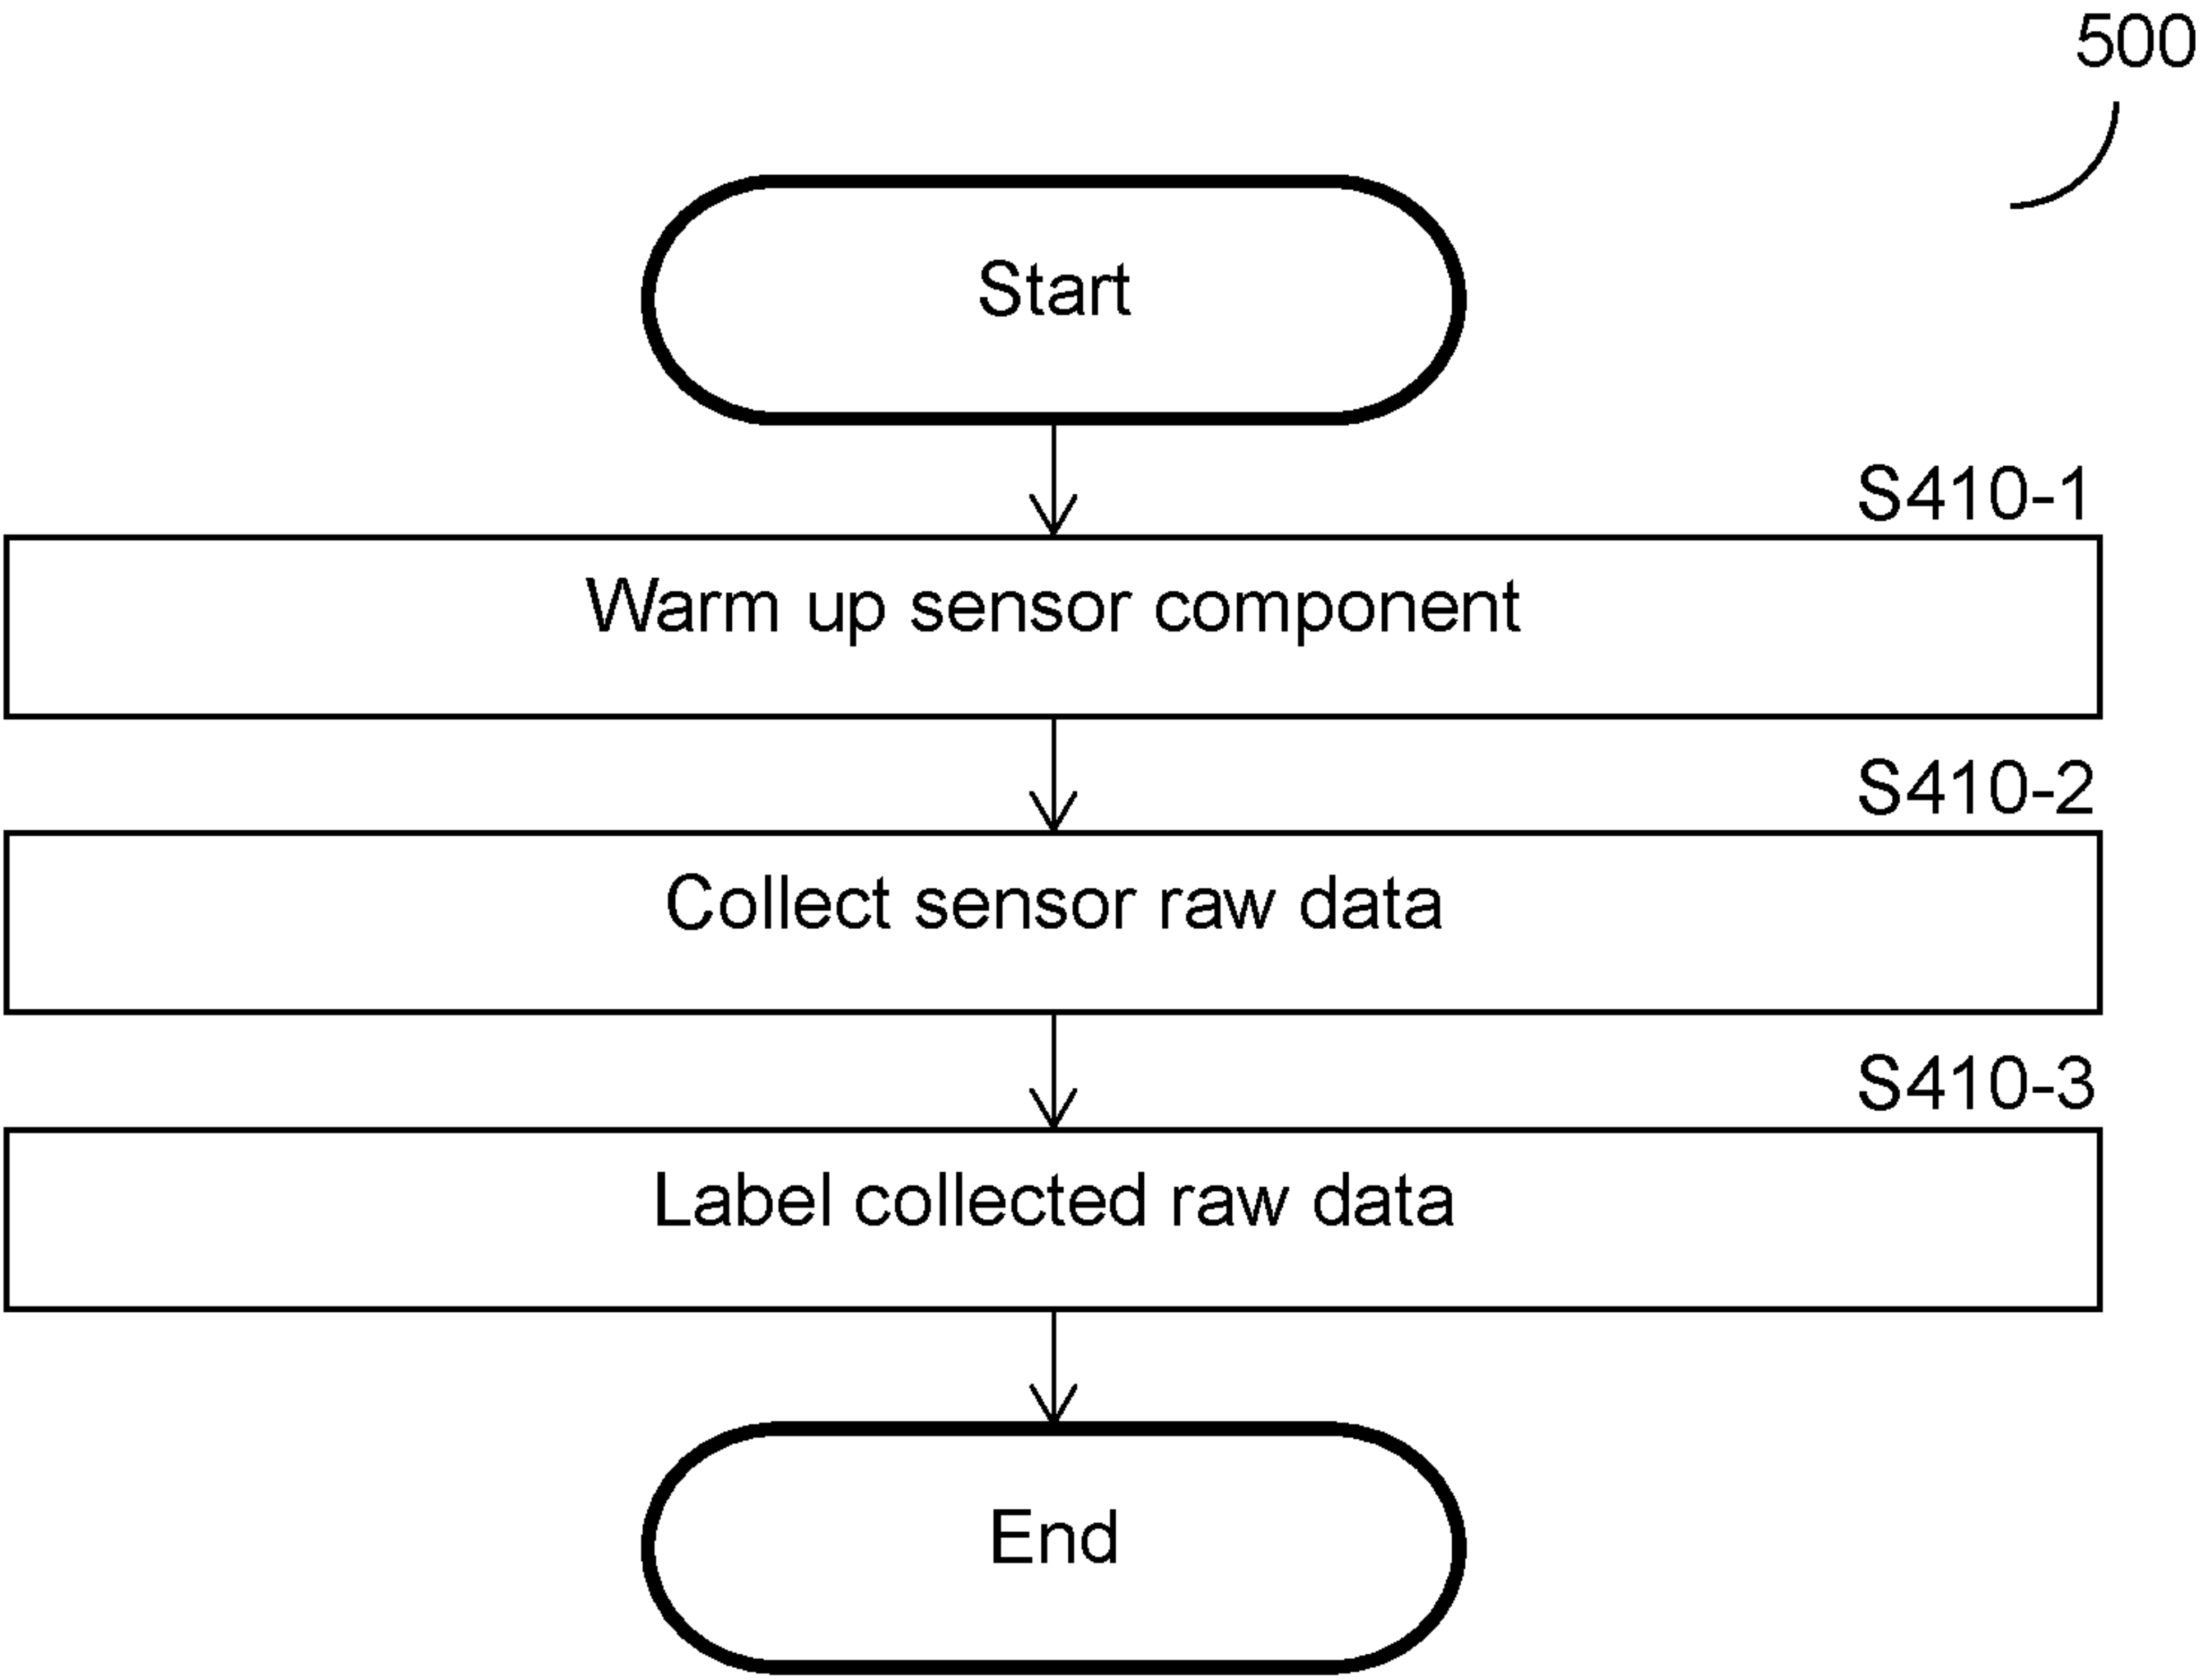 500
Start
S410-1
Warm up sensor component
S410-2
Collect sensor raw data
S410-3
Label collected raw data
End